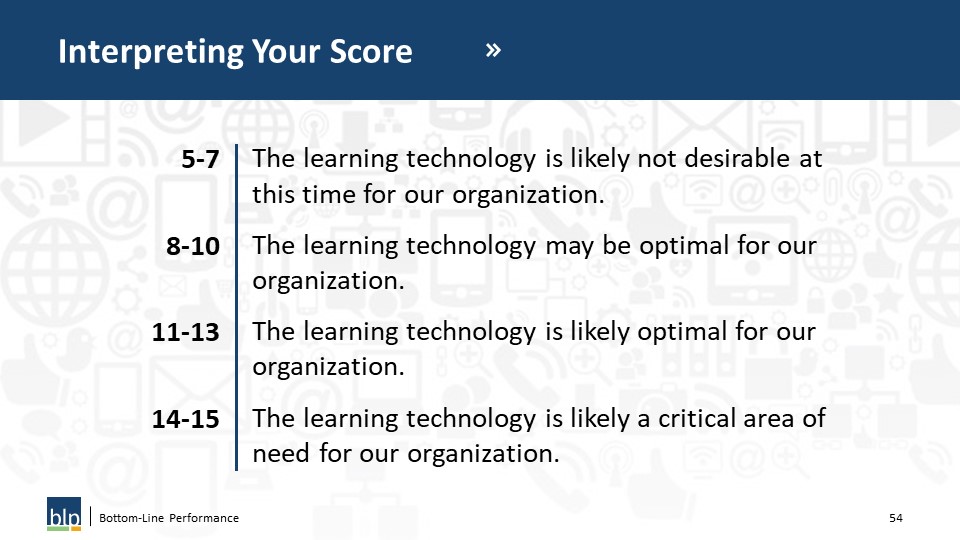 Interpreting Your Score »
5-7 The learning technology is likely not desirable at
this time for our organization.
8-10 The learning technology may be optimal for our
organization.
11-13 The learning technology is likely optimal for our
organization.
14-15 The learning technology is likely a critical area of
need for our organization.
blp Bottom-Line Performance 54